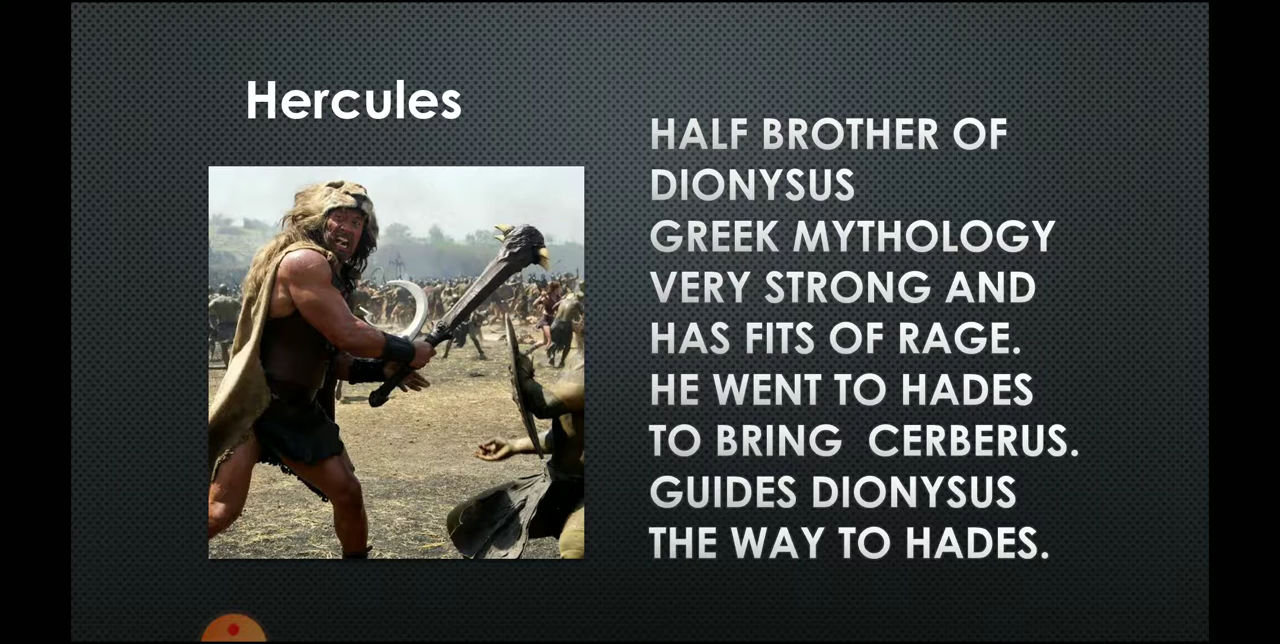 Hercules
HALF BROTHER OF
DIONYSUS
GREEK MYTHOLOGY
VERY STRONG AND
HAS FITS OF RAGE.
HE WENT TO HADES
TO BRING  CERBERUS.
GUIDES DIONYSUS
THE WAY TO HADES.